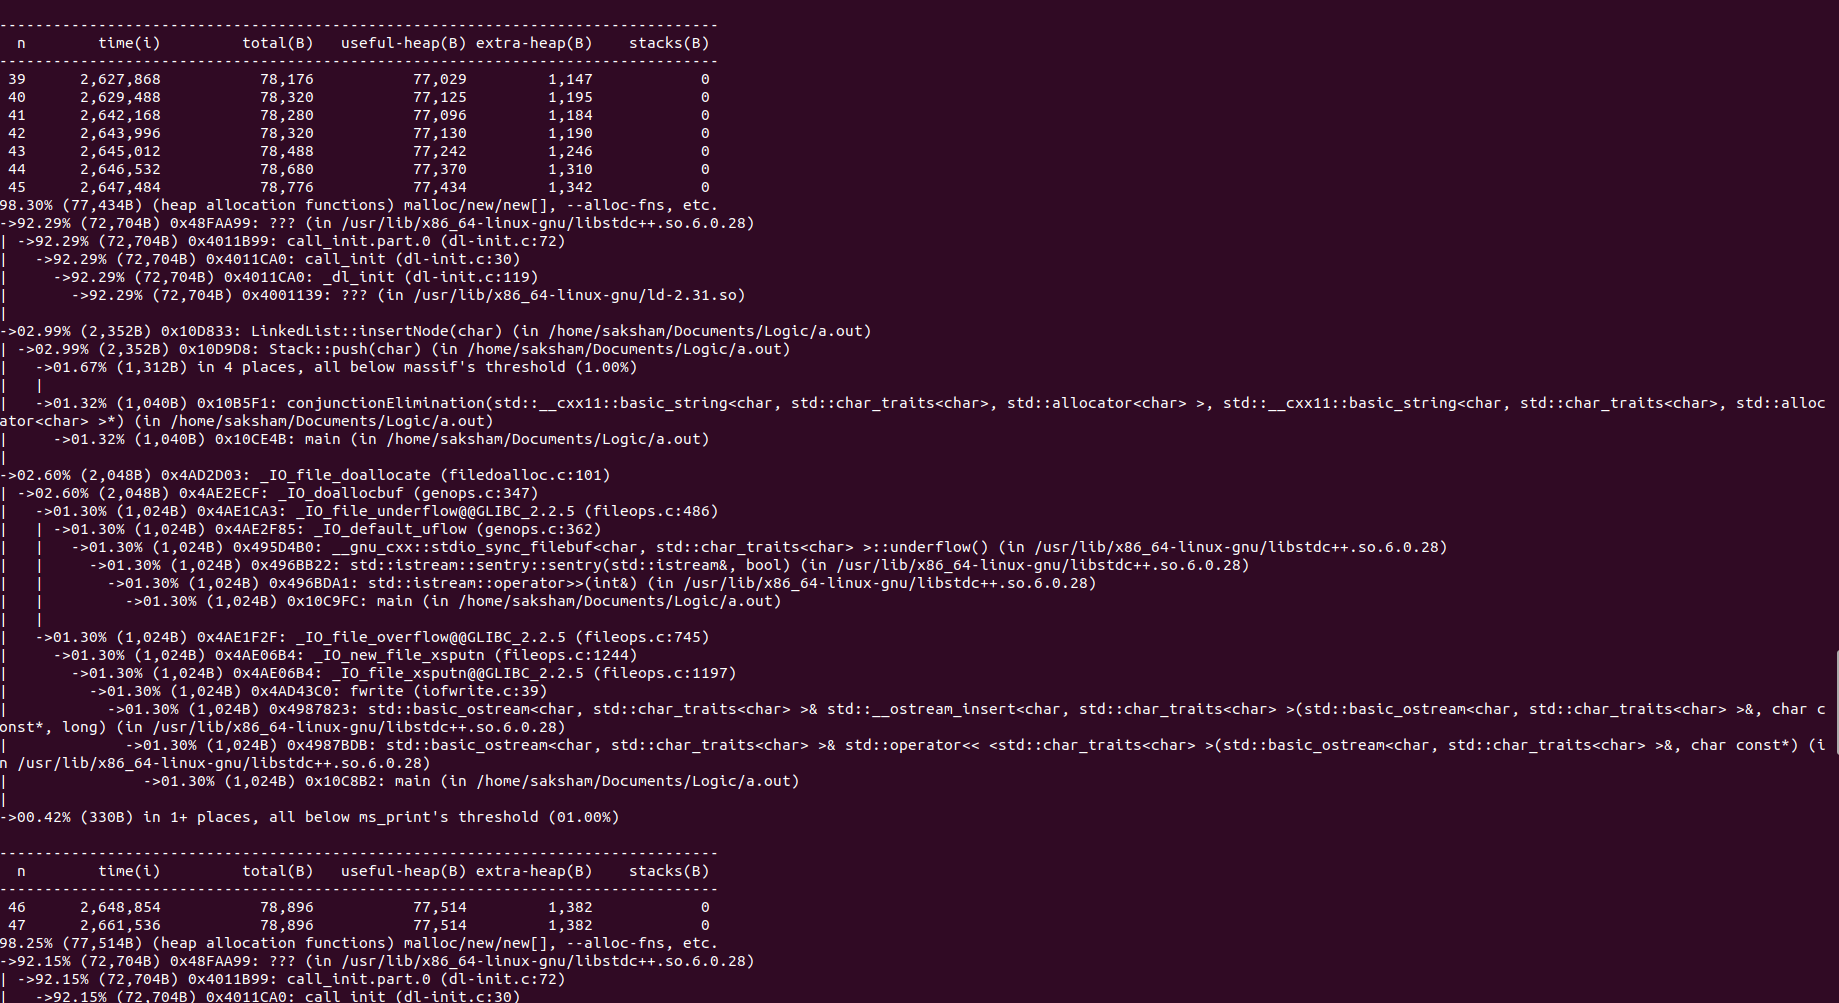 --------------------------------------------------------------------------------
  n        time(i)         total(B)   useful-heap(B) extra-heap(B)    stacks(B)
--------------------------------------------------------------------------------
 39      2,627,868           78,176           77,029         1,147            0
 40      2,629,488           78,320           77,125         1,195            0
 41      2,642,168           78,280           77,096         1,184            0
 42      2,643,996           78,320           77,130         1,190            0
 43      2,645,012           78,488           77,242         1,246            0
 44      2,646,532           78,680           77,370         1,310            0
 45      2,647,484           78,776           77,434         1,342            0
98.30% (77,434B) (heap allocation functions) malloc/new/new[], --alloc-fns, etc.
->92.29% (72,704B) 0x48FAA99: ??? (in /usr/lib/x86_64-linux-gnu/libstdc++.so.6.0.28)
| ->92.29% (72,704B) 0x4011B99: call_init.part.0 (dl-init.c:72)
|   ->92.29% (72,704B) 0x4011CA0: call_init (dl-init.c:30)
|     ->92.29% (72,704B) 0x4011CA0: _dl_init (dl-init.c:119)
|       ->92.29% (72,704B) 0x4001139: ??? (in /usr/lib/x86_64-linux-gnu/ld-2.31.so)
|
->02.99% (2,352B) 0x10D833: LinkedList::insertNode(char) (in /home/saksham/Documents/Logic/a.out)
| ->02.99% (2,352B) 0x10D9D8: Stack::push(char) (in /home/saksham/Documents/Logic/a.out)
|   ->01.67% (1,312B) in 4 places, all below massif's threshold (1.00%)
|   |
|   ->01.32% (1,040B) 0x10B5F1: conjunctionElimination(std::__cxx11::basic_string<char, std::char_traits<char>, std::allocator<char> >, std::__cxx11::basic_string<char, std::char_traits<char>, std::alloc
ator<char> >*) (in /home/saksham/Documents/Logic/a.out)
|     ->01.32% (1,040B) 0x10CE4B: main (in /home/saksham/Documents/Logic/a.out)
|
->02.60% (2,048B) 0x4AD2D03: _IO_file_doallocate (filedoalloc.c:101)
| ->02.60% (2,048B) 0x4AE2ECF: _IO_doallocbuf (genops.c:347)
|   ->01.30% (1,024B) 0x4AE1CA3: _IO_file_underflow@@GLIBC_2.2.5 (fileops.c:486)
|   | ->01.30% (1,024B) 0x4AE2F85: _IO_default_uflow (genops.c:362)
|   |   ->01.30% (1,024B) 0x495D4B0: __gnu_cxx::stdio_sync_filebuf<char, std::char_traits<char> >::underflow() (in /usr/lib/x86_64-linux-gnu/libstdc++.so.6.0.28)
|   |     ->01.30% (1,024B) 0x496BB22: std::istream::sentry::sentry(std::istream&, bool) (in /usr/lib/x86_64-linux-gnu/libstdc++.so.6.0.28)
|   |       ->01.30% (1,024B) 0x496BDA1: std::istream::operator>>(int&) (in /usr/lib/x86_64-linux-gnu/libstdc++.so.6.0.28)
|   |         ->01.30% (1,024B) 0x10C9FC: main (in /home/saksham/Documents/Logic/a.out)
|   |
|   ->01.30% (1,024B) 0x4AE1F2F: _IO_file_overflow@@GLIBC_2.2.5 (fileops.c:745)
|     ->01.30% (1,024B) 0x4AE06B4: _IO_new_file_xsputn (fileops.c:1244)
|       ->01.30% (1,024B) 0x4AE06B4: _IO_file_xsputn@@GLIBC_2.2.5 (fileops.c:1197)
|         ->01.30% (1,024B) 0x4AD43C0: fwrite (iofwrite.c:39)
|           ->01.30% (1,024B) 0x4987823: std::basic_ostream<char, std::char_traits<char> >& std::__ostream_insert<char, std::char_traits<char> >(std::basic_ostream<char, std::char_traits<char> >&, char c
onst*, long) (in /usr/lib/x86_64-linux-gnu/libstdc++.so.6.0.28)
|             ->01.30% (1,024B) 0x4987BDB: std::basic_ostream<char, std::char_traits<char> >& std::operator<< <std::char_traits<char> >(std::basic_ostream<char, std::char_traits<char> >&, char const*) (i
n /usr/lib/x86_64-linux-gnu/libstdc++.so.6.0.28)
|               ->01.30% (1,024B) 0x10C8B2: main (in /home/saksham/Documents/Logic/a.out)
|
->00.42% (330B) in 1+ places, all below ms_print's threshold (01.00%)
--------------------------------------------------------------------------------
  n        time(i)         total(B)   useful-heap(B) extra-heap(B)    stacks(B)
--------------------------------------------------------------------------------
 46      2,648,854           78,896           77,514         1,382            0
 47      2,661,536           78,896           77,514         1,382            0
98.25% (77,514B) (heap allocation functions) malloc/new/new[], --alloc-fns, etc.
->92.15% (72,704B) 0x48FAA99: ??? (in /usr/lib/x86_64-linux-gnu/libstdc++.so.6.0.28)
| ->92.15% (72,704B) 0x4011B99: call_init.part.0 (dl-init.c:72)
|   ->92.15% (72,704B) 0x4011CA0: call_init (dl-init.c:30)